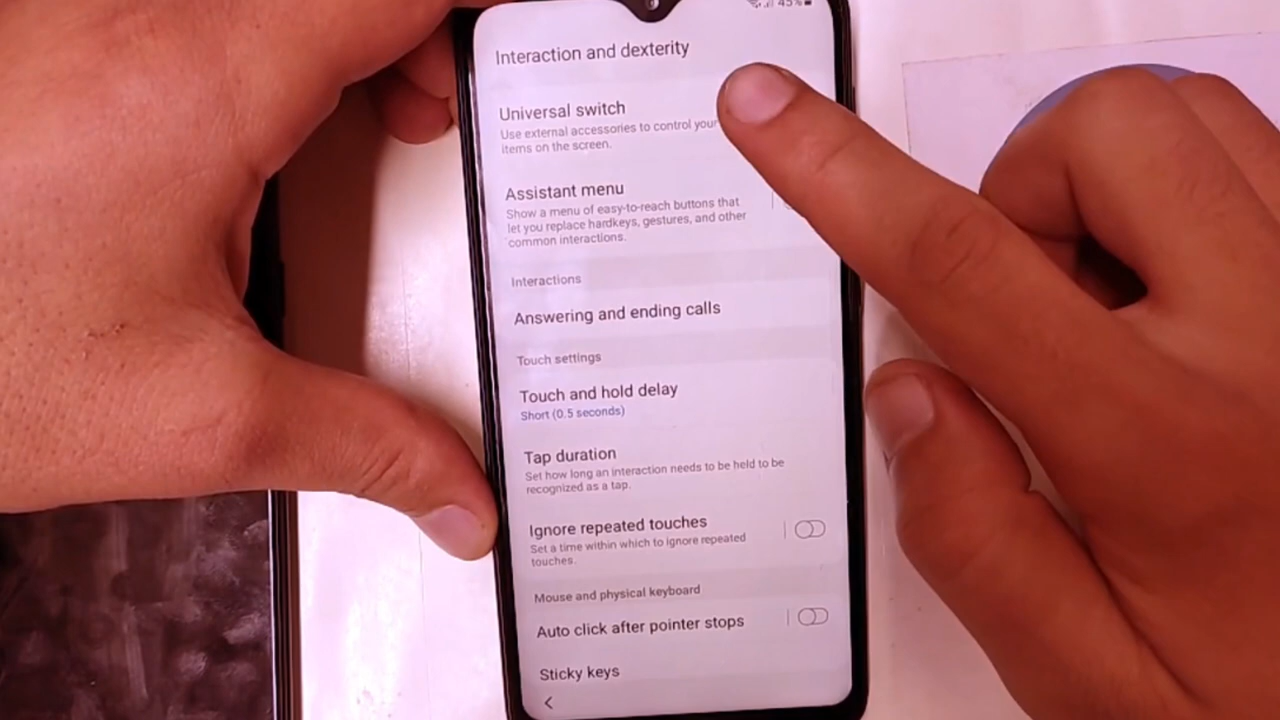 45%
Interaction and dexterity
Universal switch
Use external accessories to control your
items on the screen.
Assistant menu
Show a menu of easy-to-reach buttons that
let you replace hardkeys, gestures, and other
common interactions.
Interactions
Answering and ending calls
Touch settings
Touch and hold delay
Short (0.5 seconds)
Tap duration
Set how long an interaction needs to be held to be
recognized as a tap.
Ignore repeated touches
Set a time within which to ignore repeated
touches.
Mouse and physical keyboard
Auto click after pointer stops
Sticky keys